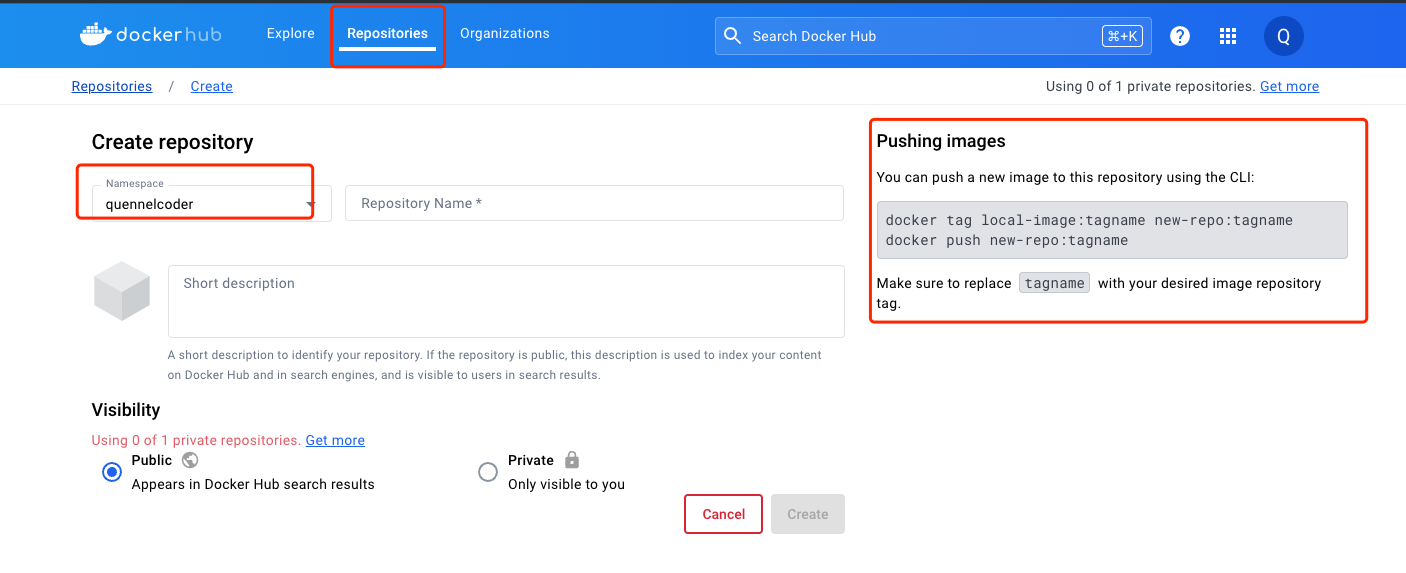 dockerhub Explore Repositories Organizations Search Docker Hub ⌘+K ? Q
Repositories / Create Using 0 of 1 private repositories. Get more
Create repository
Namespace
quennelcoder
Repository Name *
Short description
A short description to identify your repository. If the repository is public, this description is used to index your content
on Docker Hub and in search engines, and is visible to users in search results.
Visibility
Using 0 of 1 private repositories. Get more
Public
Appears in Docker Hub search results
Private
Only visible to you
Cancel Create
Pushing images
You can push a new image to this repository using the CLI:
docker tag local-image:tagname new-repo:tagname
docker push new-repo:tagname
Make sure to replace tagname with your desired image repository
tag.